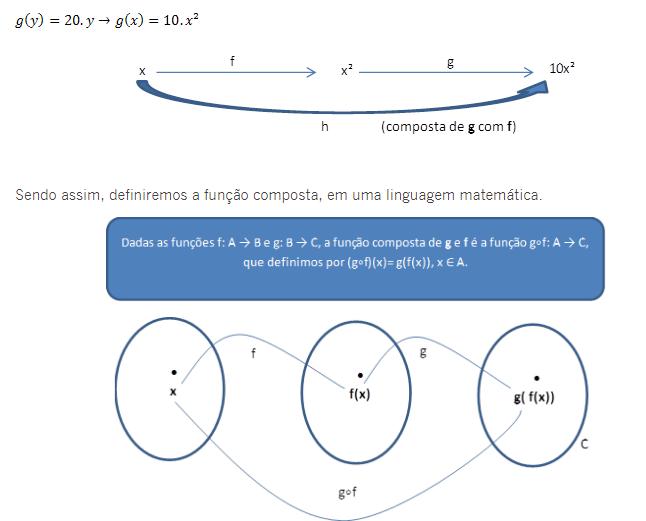 g(y) = 20. y → g(x) = 10. x²
f
g
x
x²
10x²
h
(composta de g com f)
Sendo assim, definiremos a função composta, em uma linguagem matemática.
Dadas as funções f: A → B e g: B → C, a função composta de g e f é a função g∘f: A → C,
que definimos por (g∘f)(x)= g(f(x)), x ∈ A.
f
g
x
f(x)
g( f(x))
C
g∘f